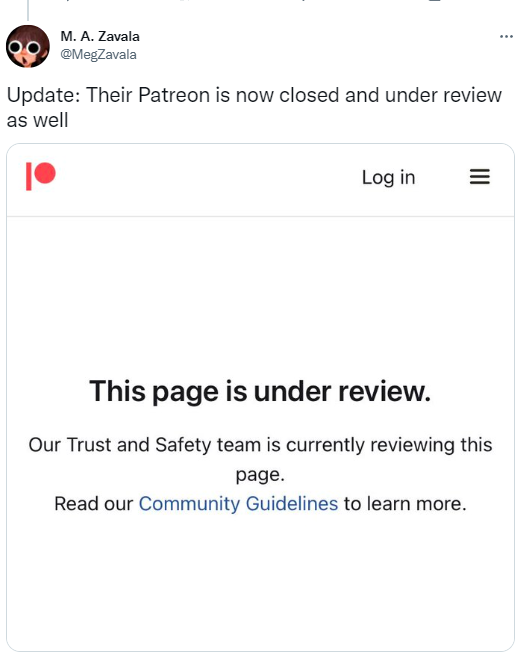 M. A. Zavala
@MegZavala
Update: Their Patreon is now closed and under review
as well
Log in
This page is under review.
Our Trust and Safety team is currently reviewing this
page.
Read our Community Guidelines to learn more.